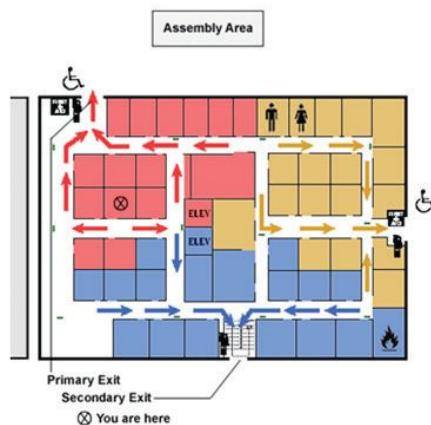 Assembly Area
ELEV
ELEV
Primary Exit
Secondary Exit
You are here